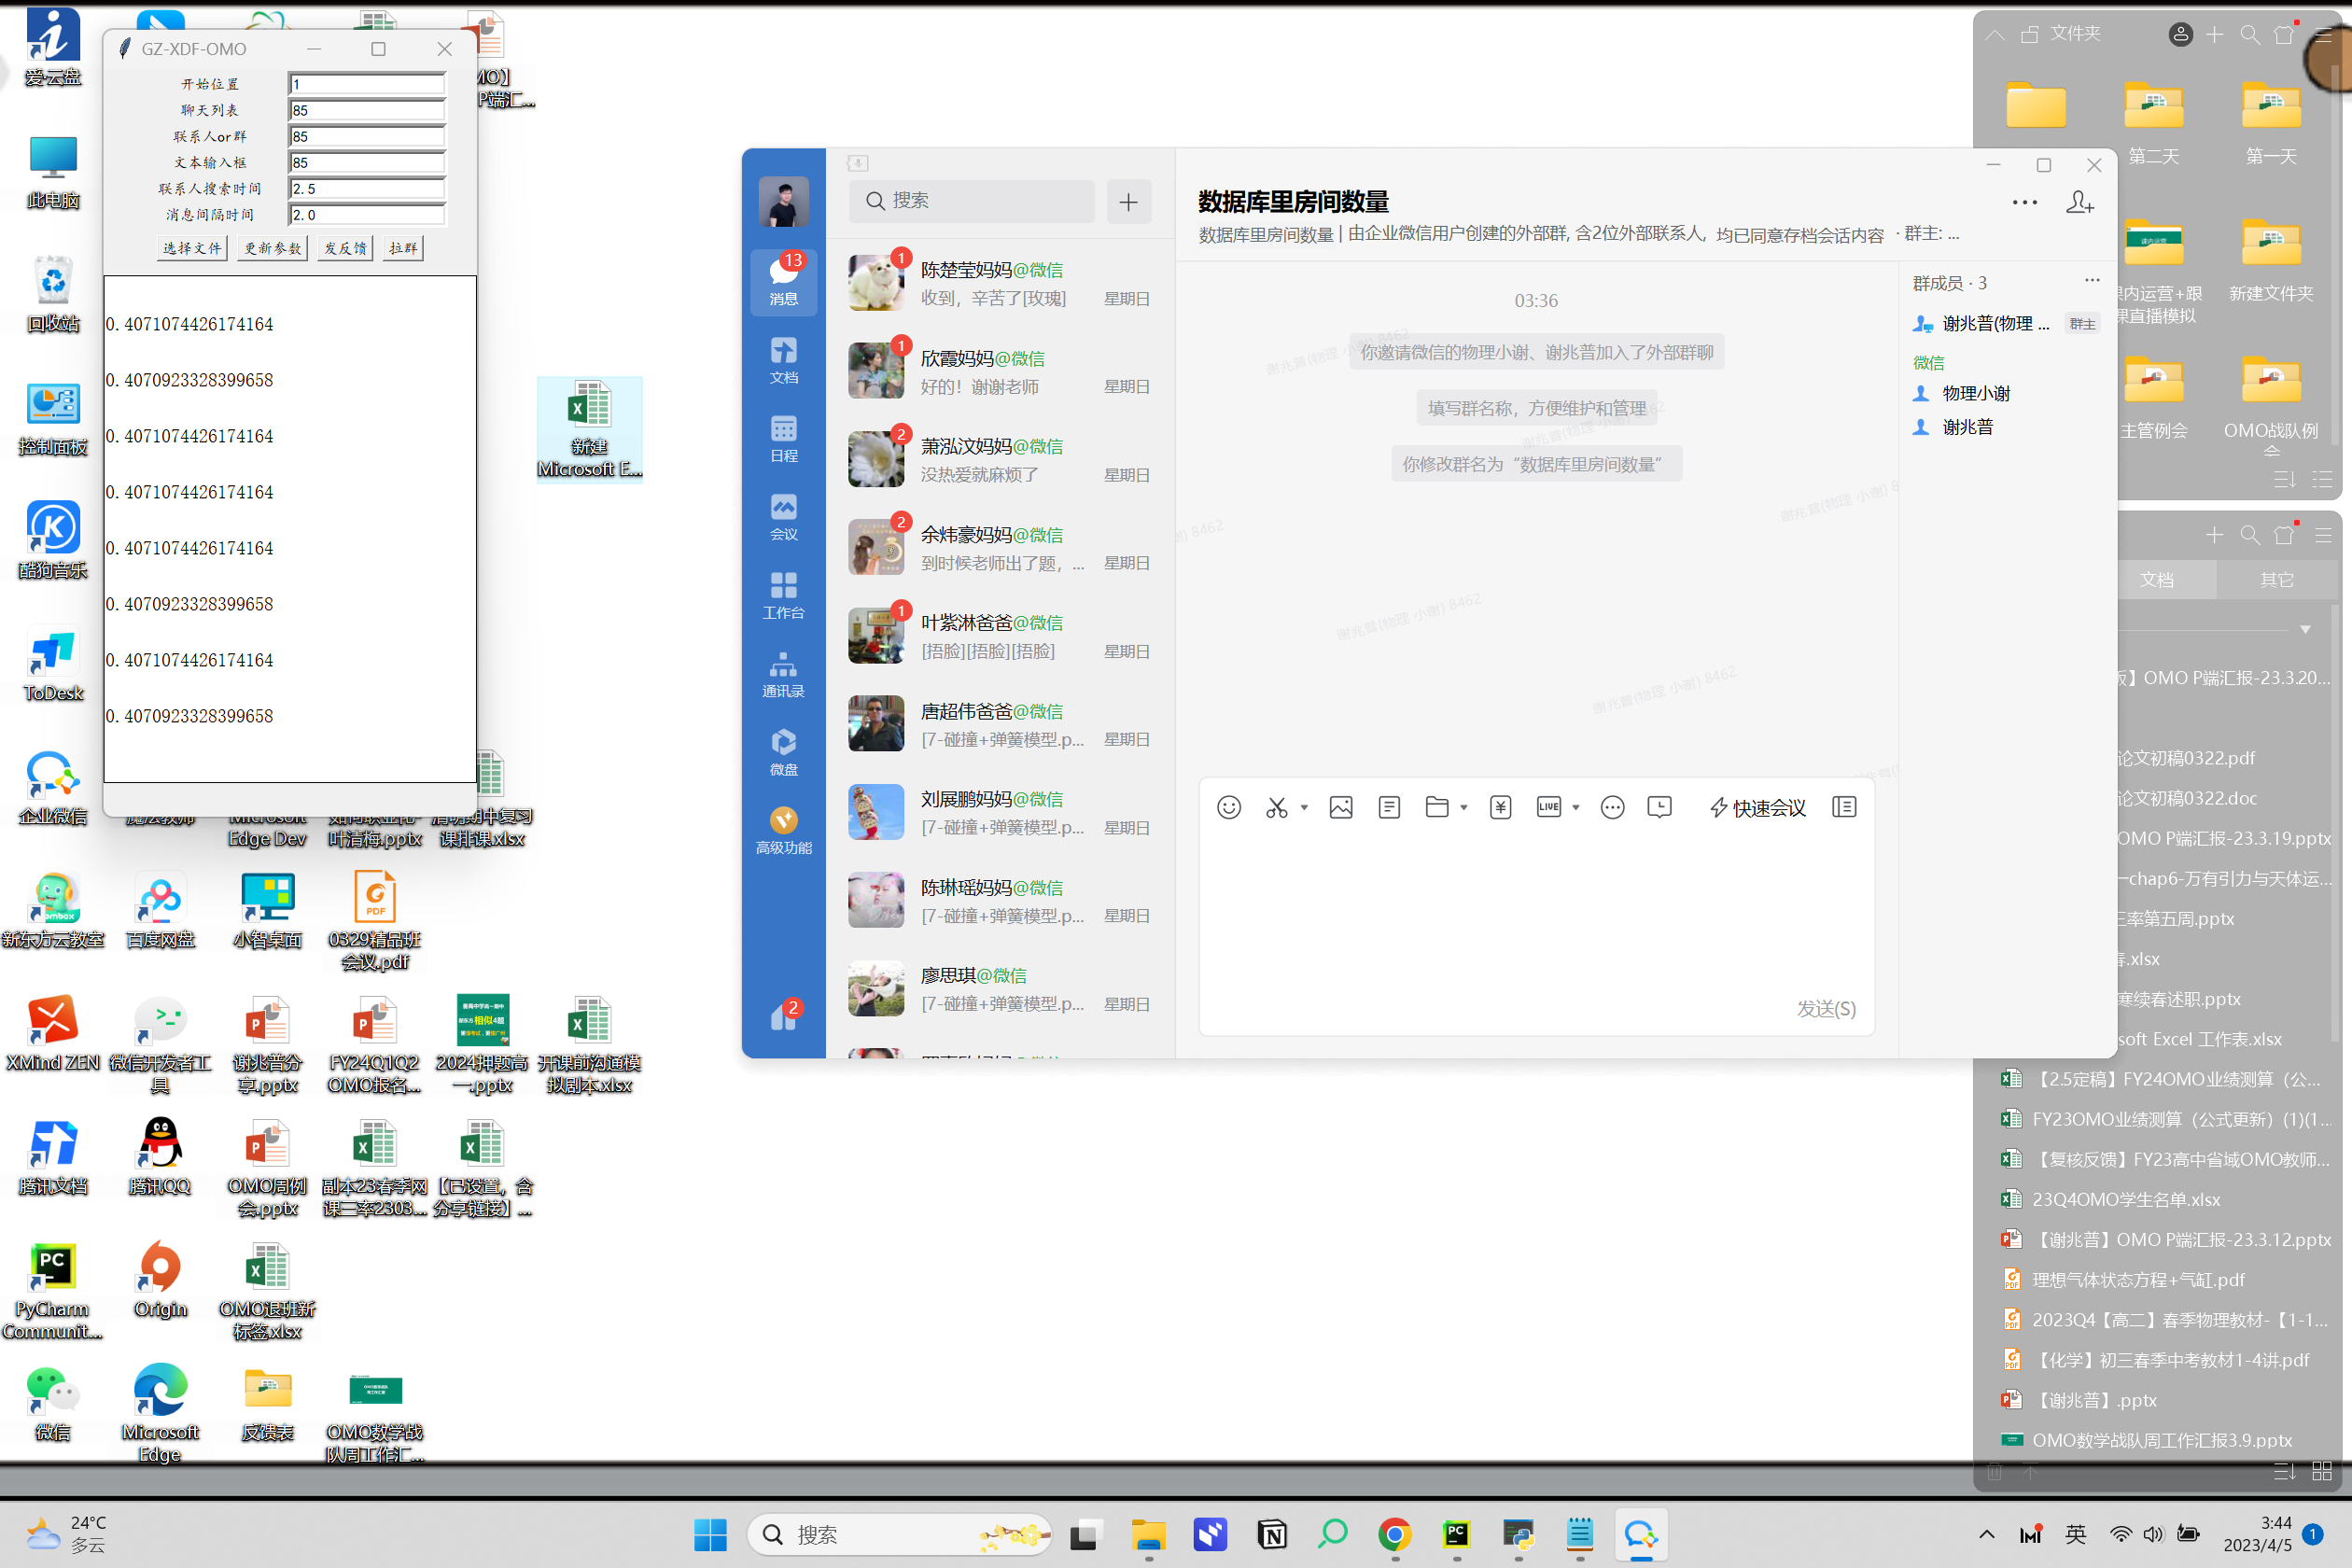 爱·云盘
此电脑
回收站
控制面板
酷狗音乐
ToDesk
企业微信
GZ-XDF-OMO
开始位置
1
聊天列表
85
联系人or群
85
文本输入框
85
联系人搜索时间
2.5
消息间隔时间
2.0
选择文件 更新参数 发反馈 拉群
0.4071074426174164
0.4070923328399658
0.4071074426174164
0.4071074426174164
0.4071074426174164
0.4070923328399658
0.4071074426174164
0.4070923328399658
P端汇...
新建
Microsoft E...
Edge Dev
叶清梅.pptx
清明期中复习
课排课.xlsx
新东方云教室
百度网盘
小智桌面
0329精品班
会议.pdf
XMind ZEN
微信开发者工
具
谢兆普分
享.pptx
FY24Q1Q2
OMO报名...
2024押题高
一.pptx
开课前沟通模
拟剧本.xlsx
腾讯文档
腾讯QQ
OMO周例
会.pptx
副本23春季网
课三率2303...
【已设置，含
分享链接】...
PyCharm
Communit...
Origin
OMO退班新
标签.xlsx
微信
Microsoft
Edge
反馈表
OMO数学战
队周工作汇...
13
消息
文档
日程
会议
工作台
通讯录
微盘
高级功能
2
搜索
1
陈楚莹妈妈@微信
收到，辛苦了[玫瑰] 星期日
1
欣霞妈妈@微信
好的！谢谢老师 星期日
2
萧泓妏妈妈@微信
没热爱就麻烦了 星期日
2
余炜豪妈妈@微信
到时候老师出了题，... 星期日
1
叶紫淋爸爸@微信
[捂脸][捂脸][捂脸] 星期日
唐超伟爸爸@微信
[7-碰撞+弹簧模型.p... 星期日
刘展鹏妈妈@微信
[7-碰撞+弹簧模型.p... 星期日
陈琳瑶妈妈@微信
[7-碰撞+弹簧模型.p... 星期日
廖思琪@微信
[7-碰撞+弹簧模型.p... 星期日
数据库里房间数量
数据库里房间数量 | 由企业微信用户创建的外部群, 含2位外部联系人, 均已同意存档会话内容 · 群主: ...
03:36
你邀请微信的物理小谢、谢兆普加入了外部群聊
填写群名称，方便维护和管理
你修改群名为“数据库里房间数量”
谢兆普(物理 小谢) 8462
谢兆普(物理 小谢) 8462
LIVE
快速会议
发送(S)
群成员 · 3
谢兆普(物理 ... 群主
微信
物理小谢
谢兆普
文件夹
第二天
第一天
课内运营+跟
课直播模拟
新建文件夹
主管例会
OMO战队例
会
文档 其它
版】OMO P端汇报-23.3.20...
论文初稿0322.pdf
论文初稿0322.doc
OMO P端汇报-23.3.19.pptx
-chap6-万有引力与天体运...
三率第五周.pptx
.xlsx
寒续春述职.pptx
soft Excel 工作表.xlsx
【2.5定稿】FY24OMO业绩测算（公...
FY23OMO业绩测算（公式更新）(1)(1...
【复核反馈】FY23高中省域OMO教师...
23Q4OMO学生名单.xlsx
【谢兆普】OMO P端汇报-23.3.12.pptx
理想气体状态方程+气缸.pdf
2023Q4【高二】春季物理教材-【1-1...
【化学】初三春季中考教材1-4讲.pdf
【谢兆普】.pptx
OMO数学战队周工作汇报3.9.pptx
24°C
多云
搜索
英
3:44
2023/4/5
1